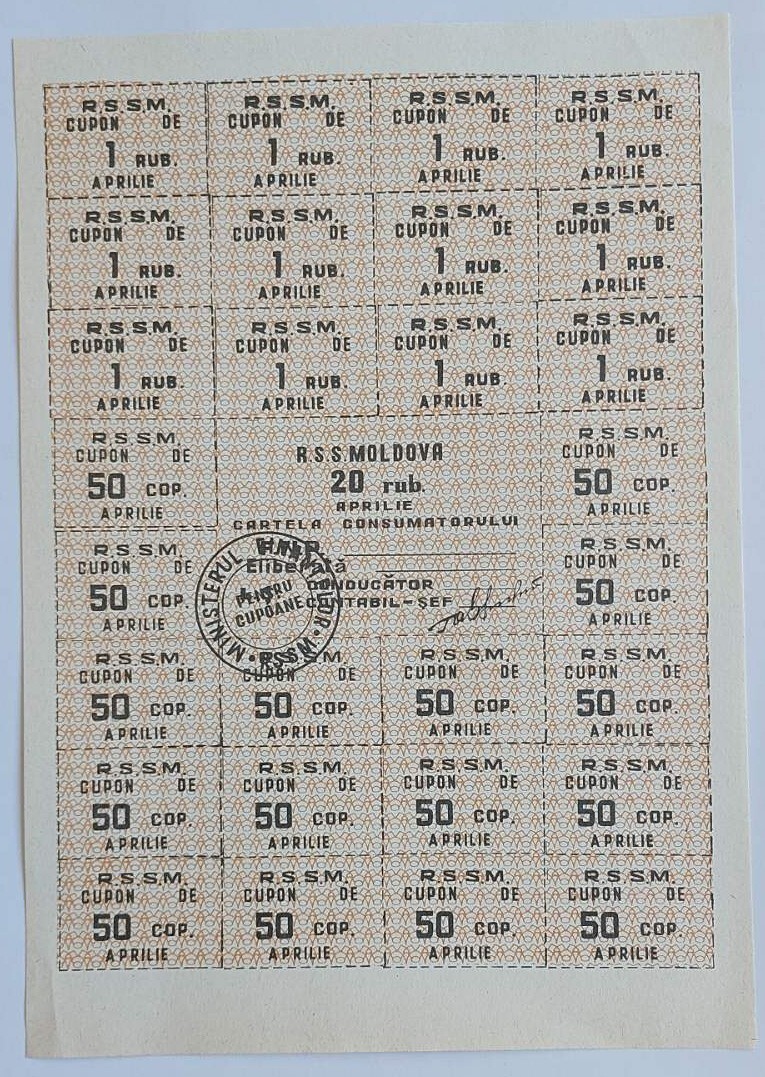 R.S.S.M. R.S.S.M. R.S.S.M. R.S.S.M.
CUPON DE CUPON DE CUPON DE CUPON DE
1 RUB. 1 RUB. 1 RUB. 1 RUB.
APRILIE APRILIE APRILIE APRILIE
R.S.S.M. R.S.S.M. R.S.S.M. R.S.S.M.
CUPON DE CUPON DE CUPON DE CUPON DE
1 RUB. 1 RUB. 1 RUB. 1 RUB.
APRILIE APRILIE APRILIE APRILIE
R.S.S.M. R.S.S.M. R.S.S.M. R.S.S.M.
CUPON DE CUPON DE CUPON DE CUPON DE
1 RUB. 1 RUB. 1 RUB. 1 RUB.
APRILIE APRILIE APRILIE APRILIE
R.S.S.M.
CUPON DE
50 COP.
APRILIE
R.S.S.MOLDOVA
20 rub.
APRILIE
CARTELA CONSUMATORULUI
Eliberată
CONDUCĂTOR
CONTABIL-ȘEF
MINISTERUL FINANȚELOR
R.S.S.M.
PENTRU
CUPOANE
R.S.S.M.
CUPON DE
50 COP.
APRILIE
R.S.S.M. R.S.S.M.
CUPON DE CUPON DE
50 COP. 50 COP.
APRILIE APRILIE
R.S.S.M. R.S.S.M. R.S.S.M. R.S.S.M.
CUPON DE CUPON DE CUPON DE CUPON DE
50 COP. 50 COP. 50 COP. 50 COP.
APRILIE APRILIE APRILIE APRILIE
R.S.S.M. R.S.S.M. R.S.S.M. R.S.S.M.
CUPON DE CUPON DE CUPON DE CUPON DE
50 COP. 50 COP. 50 COP. 50 COP.
APRILIE APRILIE APRILIE APRILIE
R.S.S.M. R.S.S.M. R.S.S.M. R.S.S.M.
CUPON DE CUPON DE CUPON DE CUPON DE
50 COP. 50 COP. 50 COP. 50 COP.
APRILIE APRILIE APRILIE APRILIE